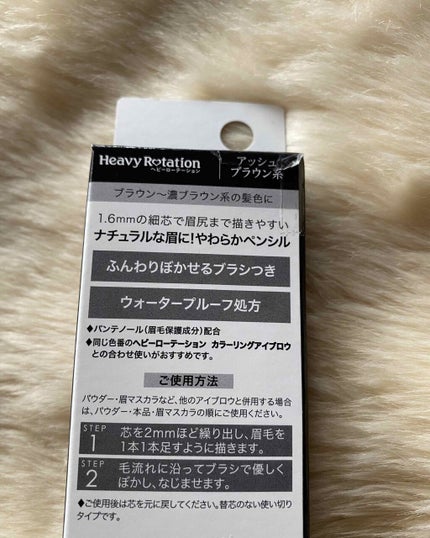 Heavy Rotation
ヘビーローテーション
アッシュ
ブラウン系
ブラウン～濃ブラウン系の髪色に
1.6mmの細芯で眉尻まで描きやすい
ナチュラルな眉に!やわらかペンシル
ふんわりぼかせるブラシつき
ウォータープルーフ処方
◆パンテノール(眉毛保護成分)配合
◆同じ色番のヘビーローテーション カラーリングアイブロウ
との合わせ使いがおすすめです。
ご使用方法
パウダー・眉マスカラなど、他のアイブロウと併用する場合
は、パウダー・本品・眉マスカラの順にご使用ください。
STEP 1 芯を2mmほど繰り出し、眉毛を
1本1本足すように描きます。
STEP 2 毛流れに沿ってブラシで優しく
ぼかし、なじませます。
◆ご使用後は芯を元に戻してください。替芯のない使い切り
タイプです。